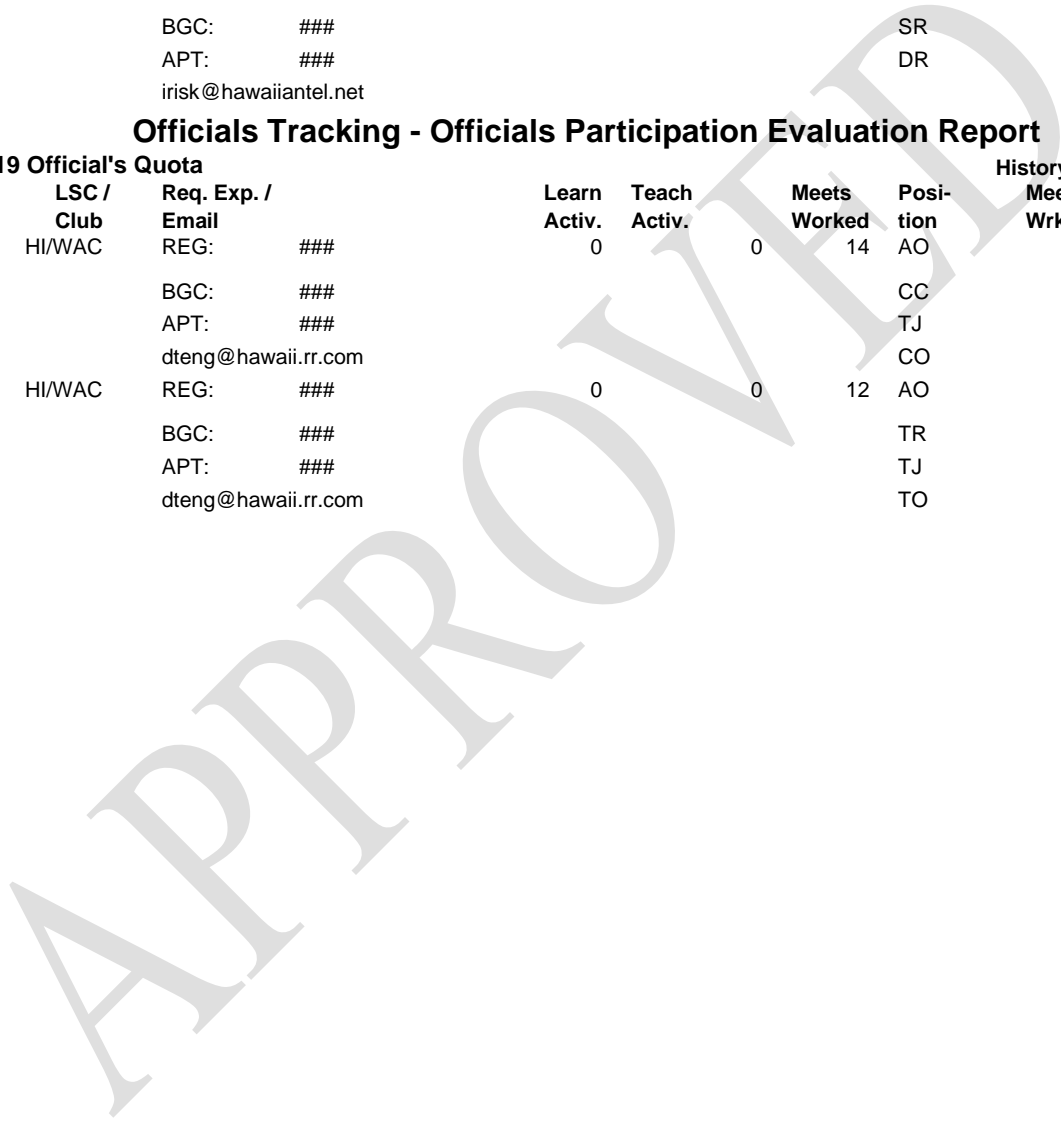 BGC: ### SR
APT: ### DR
irisk@hawaiiantel.net
Officials Tracking - Officials Participation Evaluation Report
19 Official's Quota History
LSC / Req. Exp. / Learn Teach Meets Posi- Mee
Club Email Activ. Activ. Worked tion Wrk
HI/WAC REG: ### 0 0 14 AO
BGC: ### CC
APT: ### TJ
dteng@hawaii.rr.com CO
HI/WAC REG: ### 0 0 12 AO
BGC: ### TR
APT: ### TJ
dteng@hawaii.rr.com TO
APPROVED